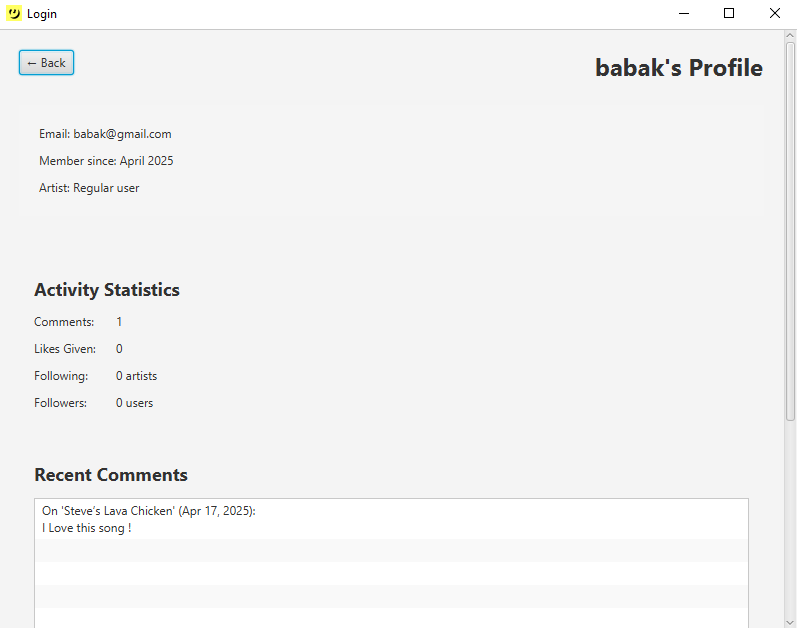 Login
← Back
babak's Profile
Email: babak@gmail.com
Member since: April 2025
Artist: Regular user
Activity Statistics
Comments: 1
Likes Given: 0
Following: 0 artists
Followers: 0 users
Recent Comments
On 'Steve's Lava Chicken' (Apr 17, 2025):
I Love this song !